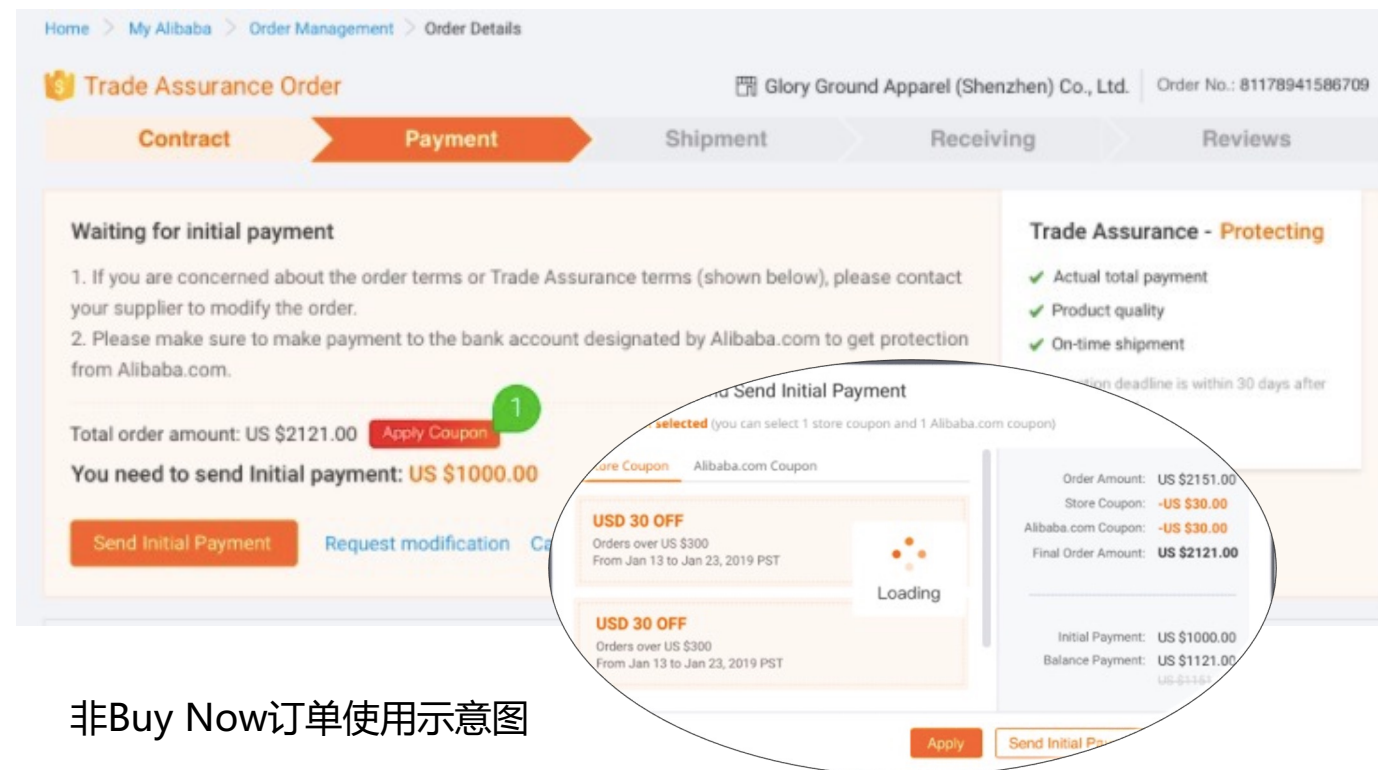 Home > My Alibaba > Order Management > Order Details
Trade Assurance Order
Glory Ground Apparel (Shenzhen) Co., Ltd.
Order No.: 81178941586709
Contract
Payment
Shipment
Receiving
Reviews
Waiting for initial payment
1. If you are concerned about the order terms or Trade Assurance terms (shown below), please contact
your supplier to modify the order.
2. Please make sure to make payment to the bank account designated by Alibaba.com to get protection
from Alibaba.com.
Total order amount: US $2121.00
Apply Coupon
1
You need to send Initial payment: US $1000.00
Send Initial Payment
Request modification
Trade Assurance - Protecting
Actual total payment
Product quality
On-time shipment
deadline is within 30 days after
Send Initial Payment
selected (you can select 1 store coupon and 1 Alibaba.com coupon)
Coupon
Alibaba.com Coupon
USD 30 OFF
Orders over US $300
From Jan 13 to Jan 23, 2019 PST
Loading
USD 30 OFF
Orders over US $300
From Jan 13 to Jan 23, 2019 PST
Order Amount: US $2151.00
Store Coupon: -US $30.00
Alibaba.com Coupon: -US $30.00
Final Order Amount: US $2121.00
Initial Payment: US $1000.00
Balance Payment: US $1121.00
Apply
Send Initial
非Buy Now订单使用示意图